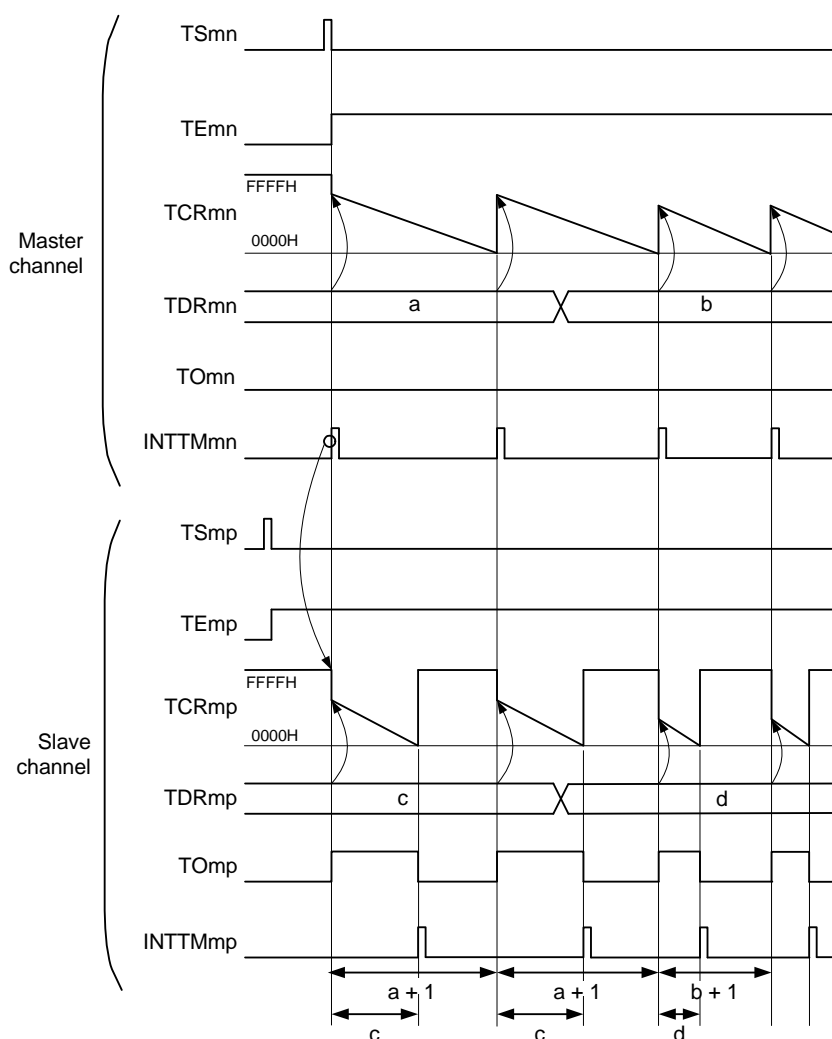 Master
channel
TSmn
TEmn
FFFFH
TCRmn
0000H
TDRmn
a
b
TOmn
INTTMmn
Slave
channel
TSmp
TEmp
FFFFH
TCRmp
0000H
TDRmp
c
d
TOmp
INTTMmp
a + 1
a + 1
b + 1
c
c
d